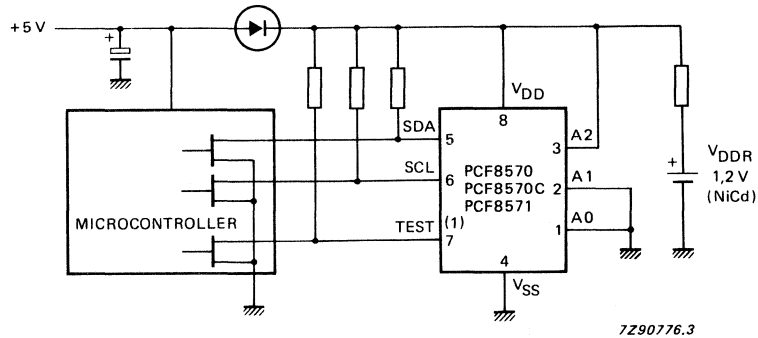 +5 V
+
VDD
8
SDA
5
A2
3
SCL
6
PCF8570
PCF8570C
PCF8571
A1
2
+
VDDR
1,2 V
(NiCd)
MICROCONTROLLER
TEST
(1)
7
A0
1
4
VSS
7Z90776.3